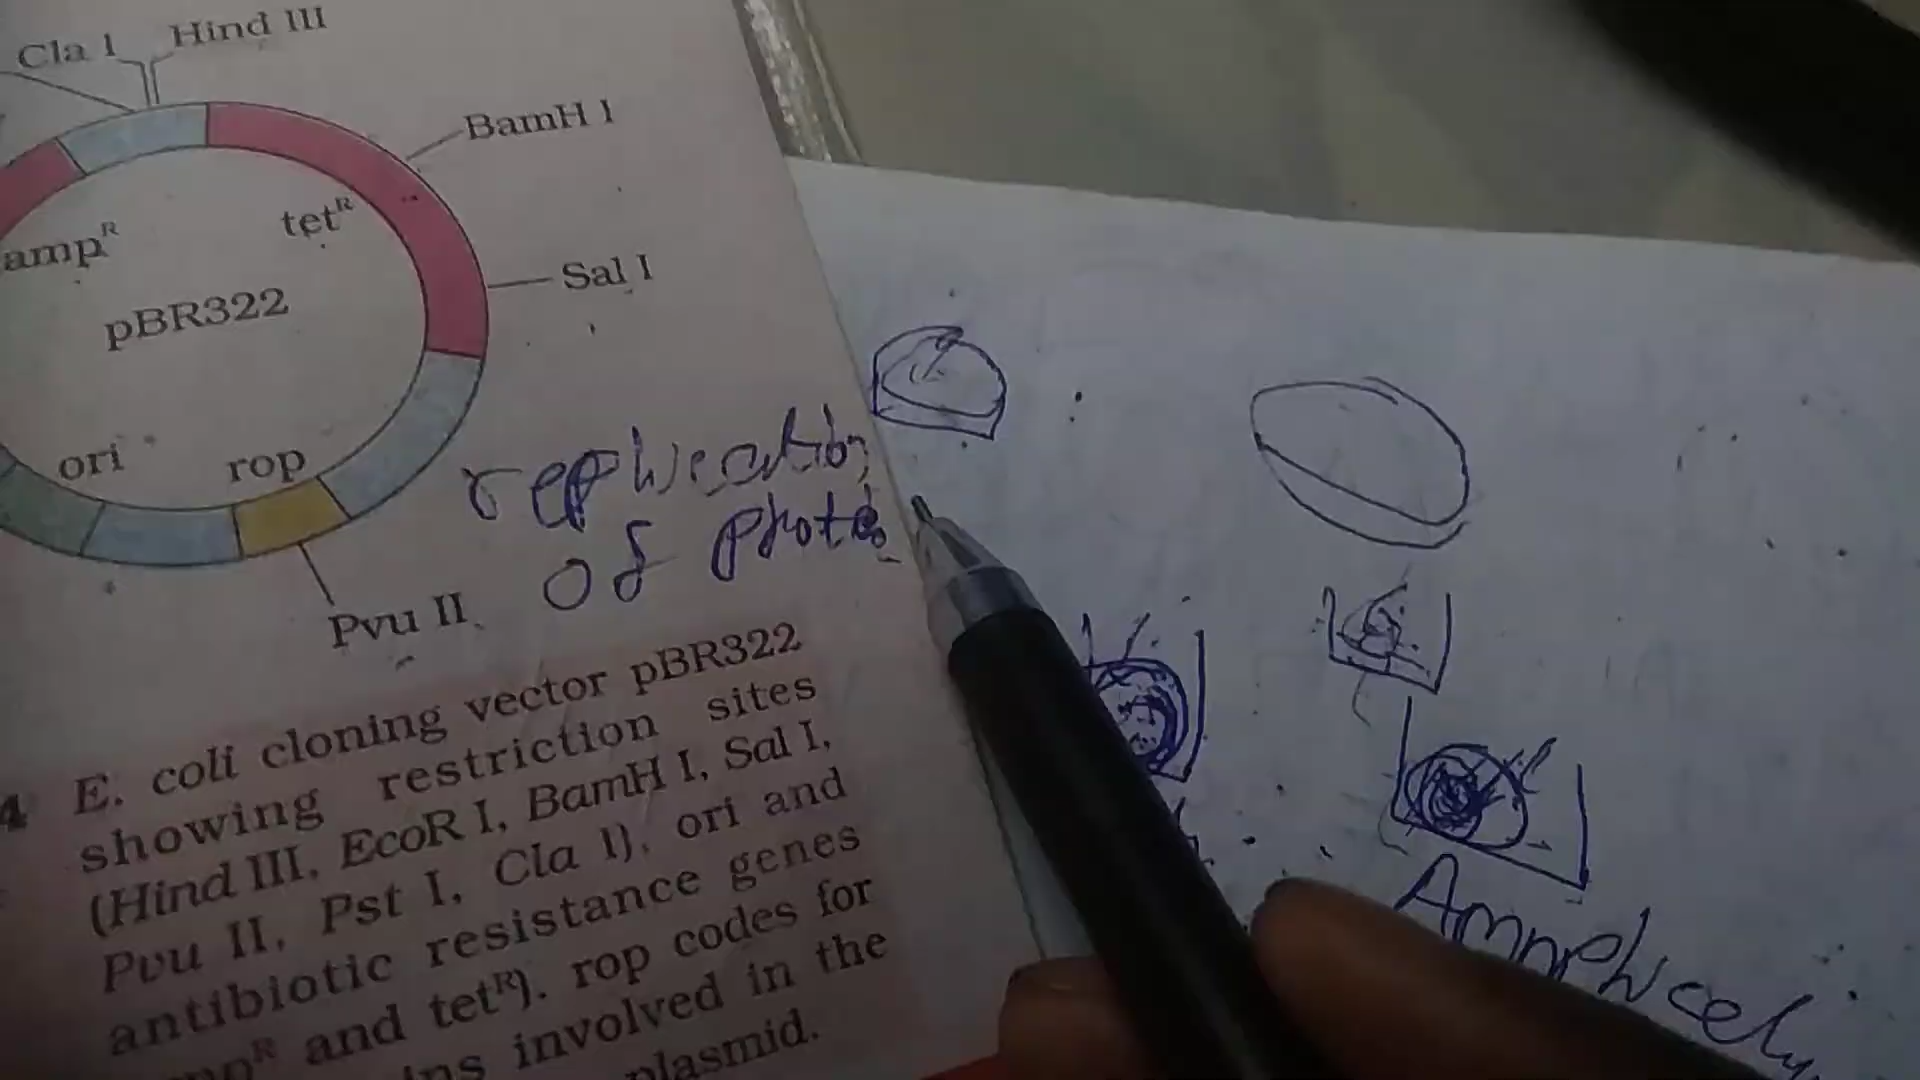 Cla I Hind III
BamH I
tetR
ampR
Sal I
pBR322
ori rop
replication
of
Pvu II
4 E. coli cloning vector pBR322
showing restriction sites
(Hind III, EcoR I, BamH I, Sal I,
Pvu II, Pst I, Cla I), ori and
antibiotic resistance genes
and tetR). rop codes for
involved in the
plasmid.